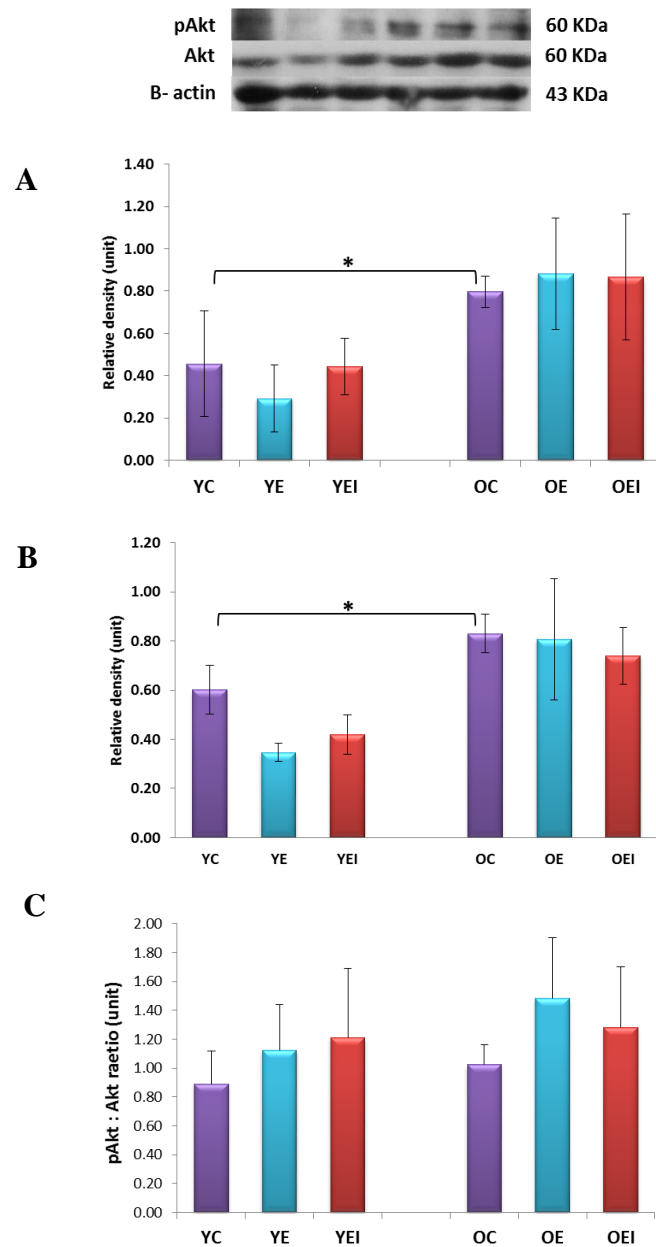 pAkt 60 KDa
Akt 60 KDa
B- actin 43 KDa
A
Relative density (unit)
1.40
1.20
1.00
0.80
0.60
0.40
0.20
0.00
*
YC YE YEI OC OE OEI
B
Relative density (unit)
1.20
1.00
0.80
0.60
0.40
0.20
0.00
*
YC YE YEI OC OE OEI
C
pAkt : Akt raetio (unit)
2.00
1.80
1.60
1.40
1.20
1.00
0.80
0.60
0.40
0.20
0.00
YC YE YEI OC OE OEI